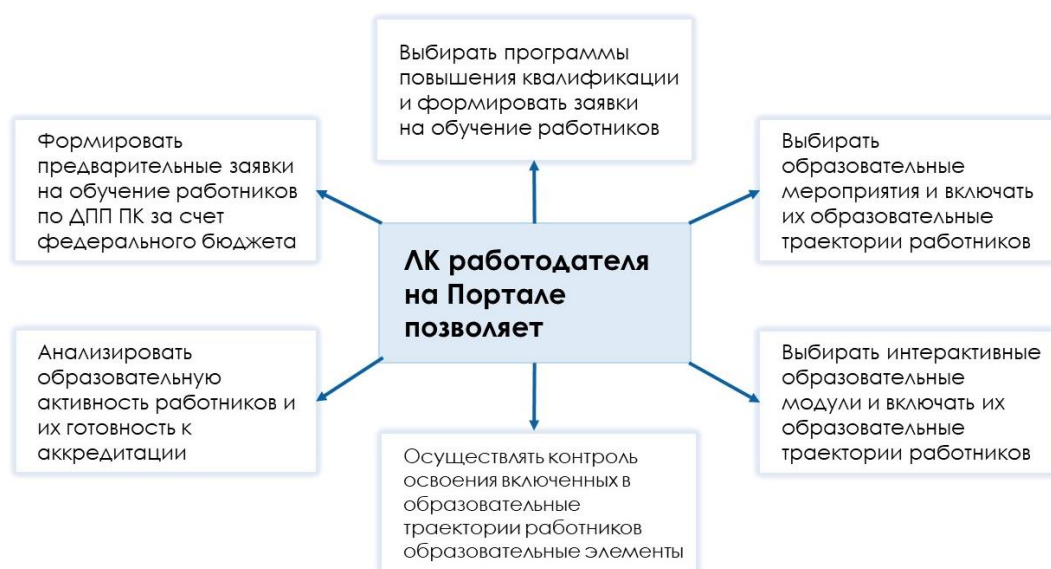 Выбирать программы
повышения квалификации
и формировать заявки
на обучение работников
Формировать
предварительные заявки
на обучение работников
по ДПП ПК за счет
федерального бюджета
Выбирать
образовательные
мероприятия и включать
их образовательные
траектории работников
ЛК работодателя
на Портале
позволяет
Анализировать
образовательную
активность работников и
их готовность к
аккредитации
Выбирать интерактивные
образовательные
модули и включать их
образовательные
траектории работников
Осуществлять контроль
освоения включенных в
образовательные
траектории работников
образовательные элементы